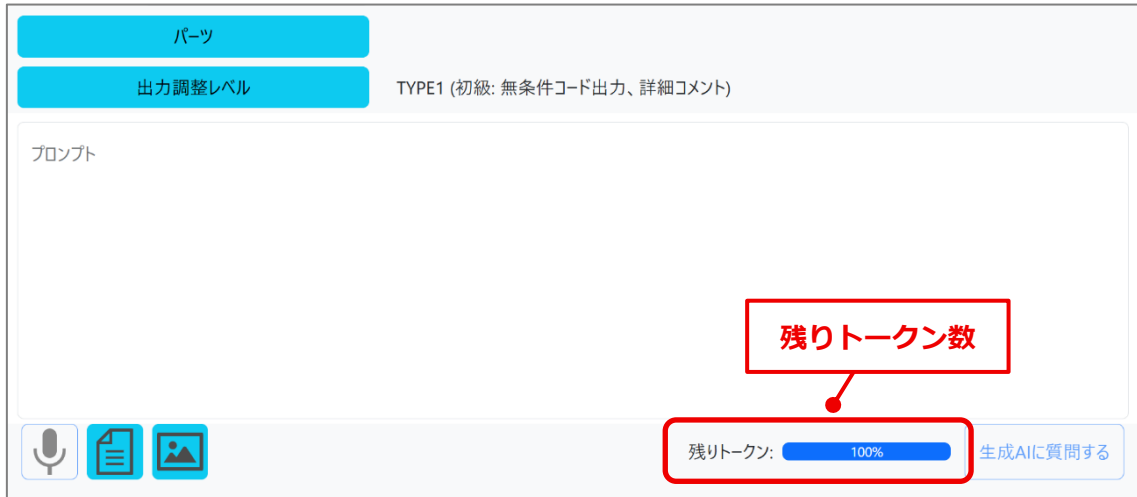 パーツ
出力調整レベル
TYPE1 (初級: 無条件コード出力、詳細コメント)
プロンプト
残りトークン数
残りトークン:
100%
生成AIに質問する